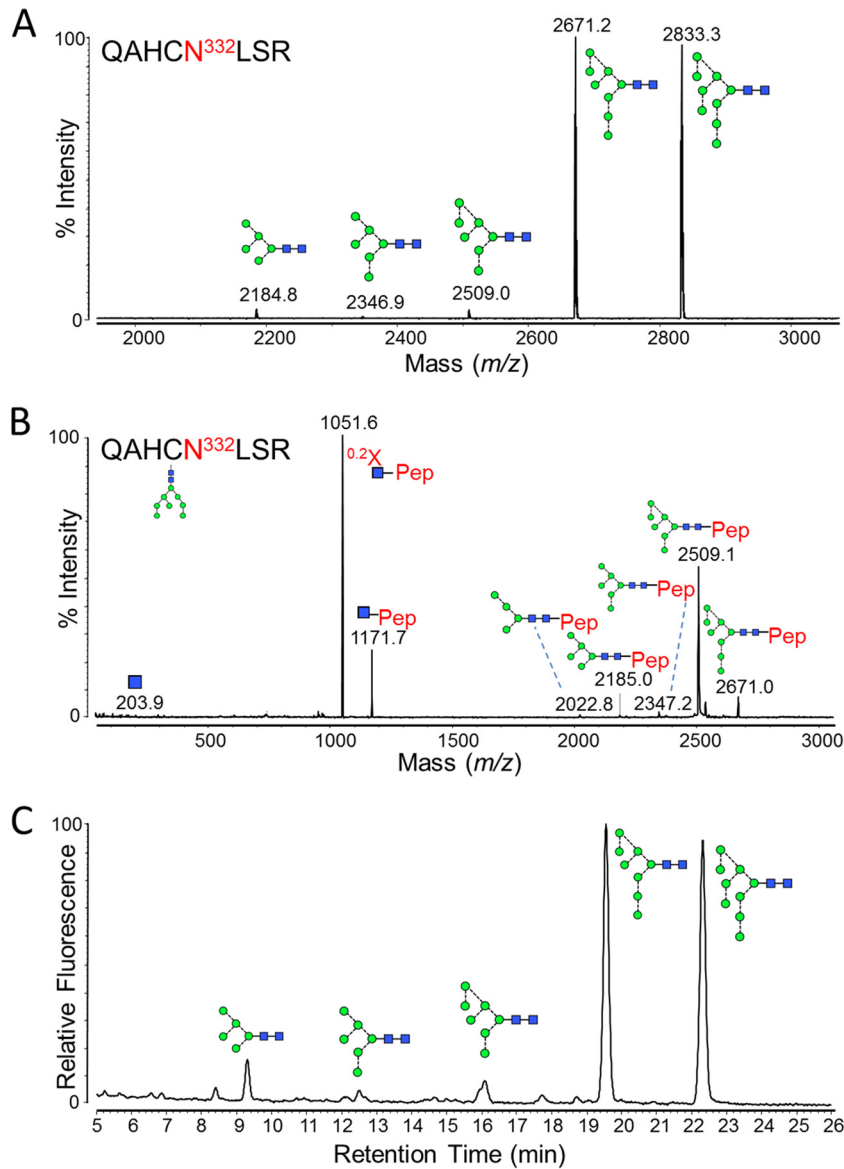 A
QAHCN332LSR
100
% Intensity
0
2671.2
2833.3
2184.8
2346.9
2509.0
2000 2200 2400 2600 2800 3000
Mass (m/z)
B
QAHCN332LSR
100
% Intensity
0
1051.6
0.2X
Pep
Pep
1171.7
203.9
Pep
2509.1
Pep
Pep
Pep
Pep
2185.0
2671.0
2022.8
2347.2
500 1000 1500 2000 2500 3000
Mass (m/z)
C
100
Relative Fluorescence
0
5 6 7 8 9 10 11 12 13 14 15 16 17 18 19 20 21 22 23 24 25 26
Retention Time (min)